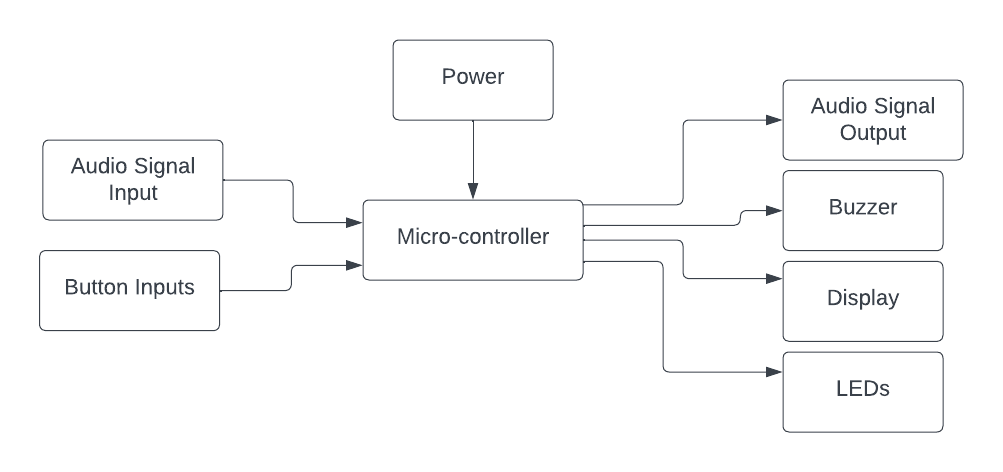 Power
Audio Signal
Output
Audio Signal
Input
Buzzer
Micro-controller
Button Inputs
Display
LEDs